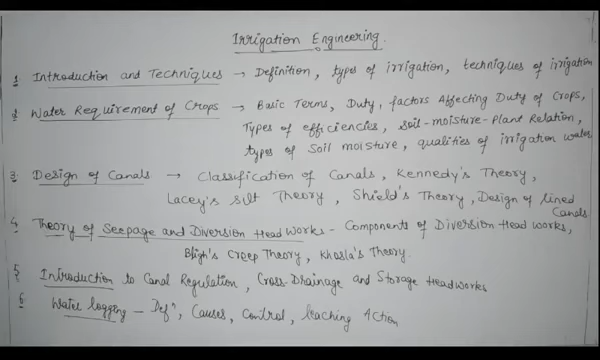 Irrigation Engineering.
1 Introduction and Techniques → Definition, types of irrigation, techniques of irrigation
2 Water Requirement of Crops → Basic Terms, Duty, factors Affecting Duty of Crops,
Types of efficiencies, soil-moisture-Plant Relation,
types of Soil moisture, qualities of irrigation water
3 Design of Canals → Classification of Canals, Kennedy's Theory,
Lacey's silt Theory, Shield's Theory, Design of lined
Canals
4 Theory of Seepage and Diversion Head Works - Components of Diversion Head works,
Bligh's Creep Theory, Khosla's Theory.
5 Introduction to Canal Regulation, Cross-Drainage and Storage Headworks
6 Water logging - Defⁿ, Causes, Control, leaching Action